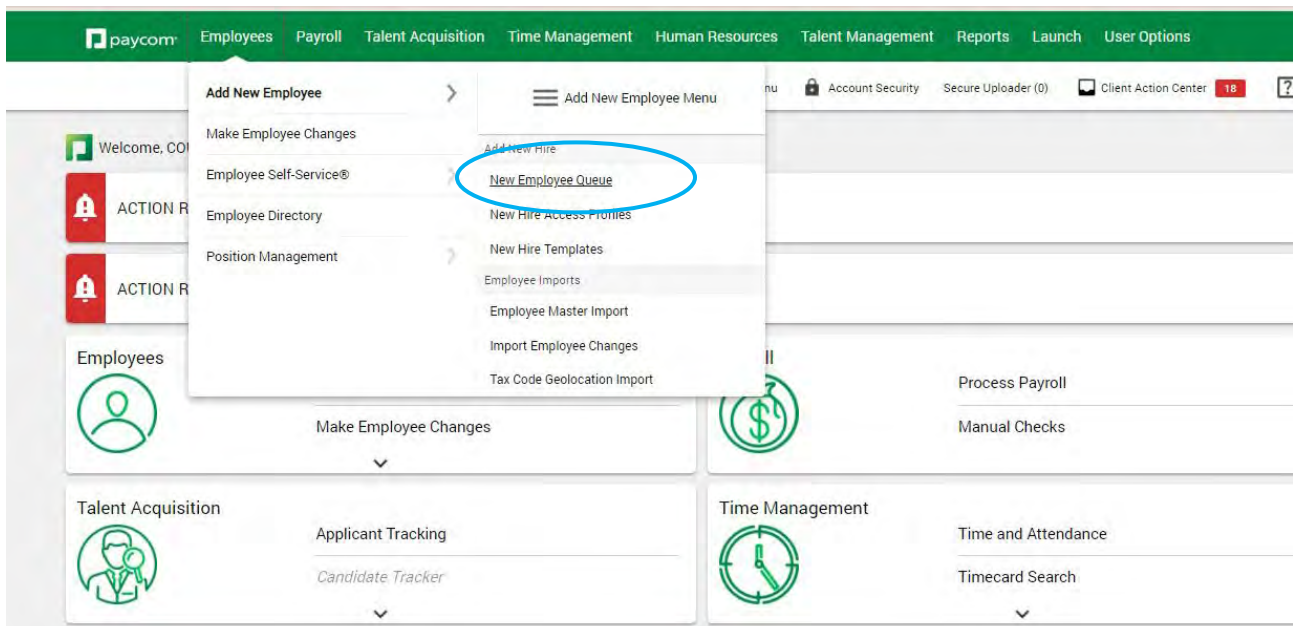 paycom Employees Payroll Talent Acquisition Time Management Human Resources Talent Management Reports Launch User Options
nu Account Security Secure Uploader (0) Client Action Center 18 ?
Add New Employee
Make Employee Changes
Employee Self-Service®
Employee Directory
Position Management
Add New Employee Menu
Add New Hire
New Employee Queue
New Hire Access Profiles
New Hire Templates
Employee Imports
Employee Master Import
Import Employee Changes
Tax Code Geolocation Import
Welcome, COU
ACTION R
ACTION R
Employees
Make Employee Changes
ll
Process Payroll
Manual Checks
Talent Acquisition
Applicant Tracking
Candidate Tracker
Time Management
Time and Attendance
Timecard Search